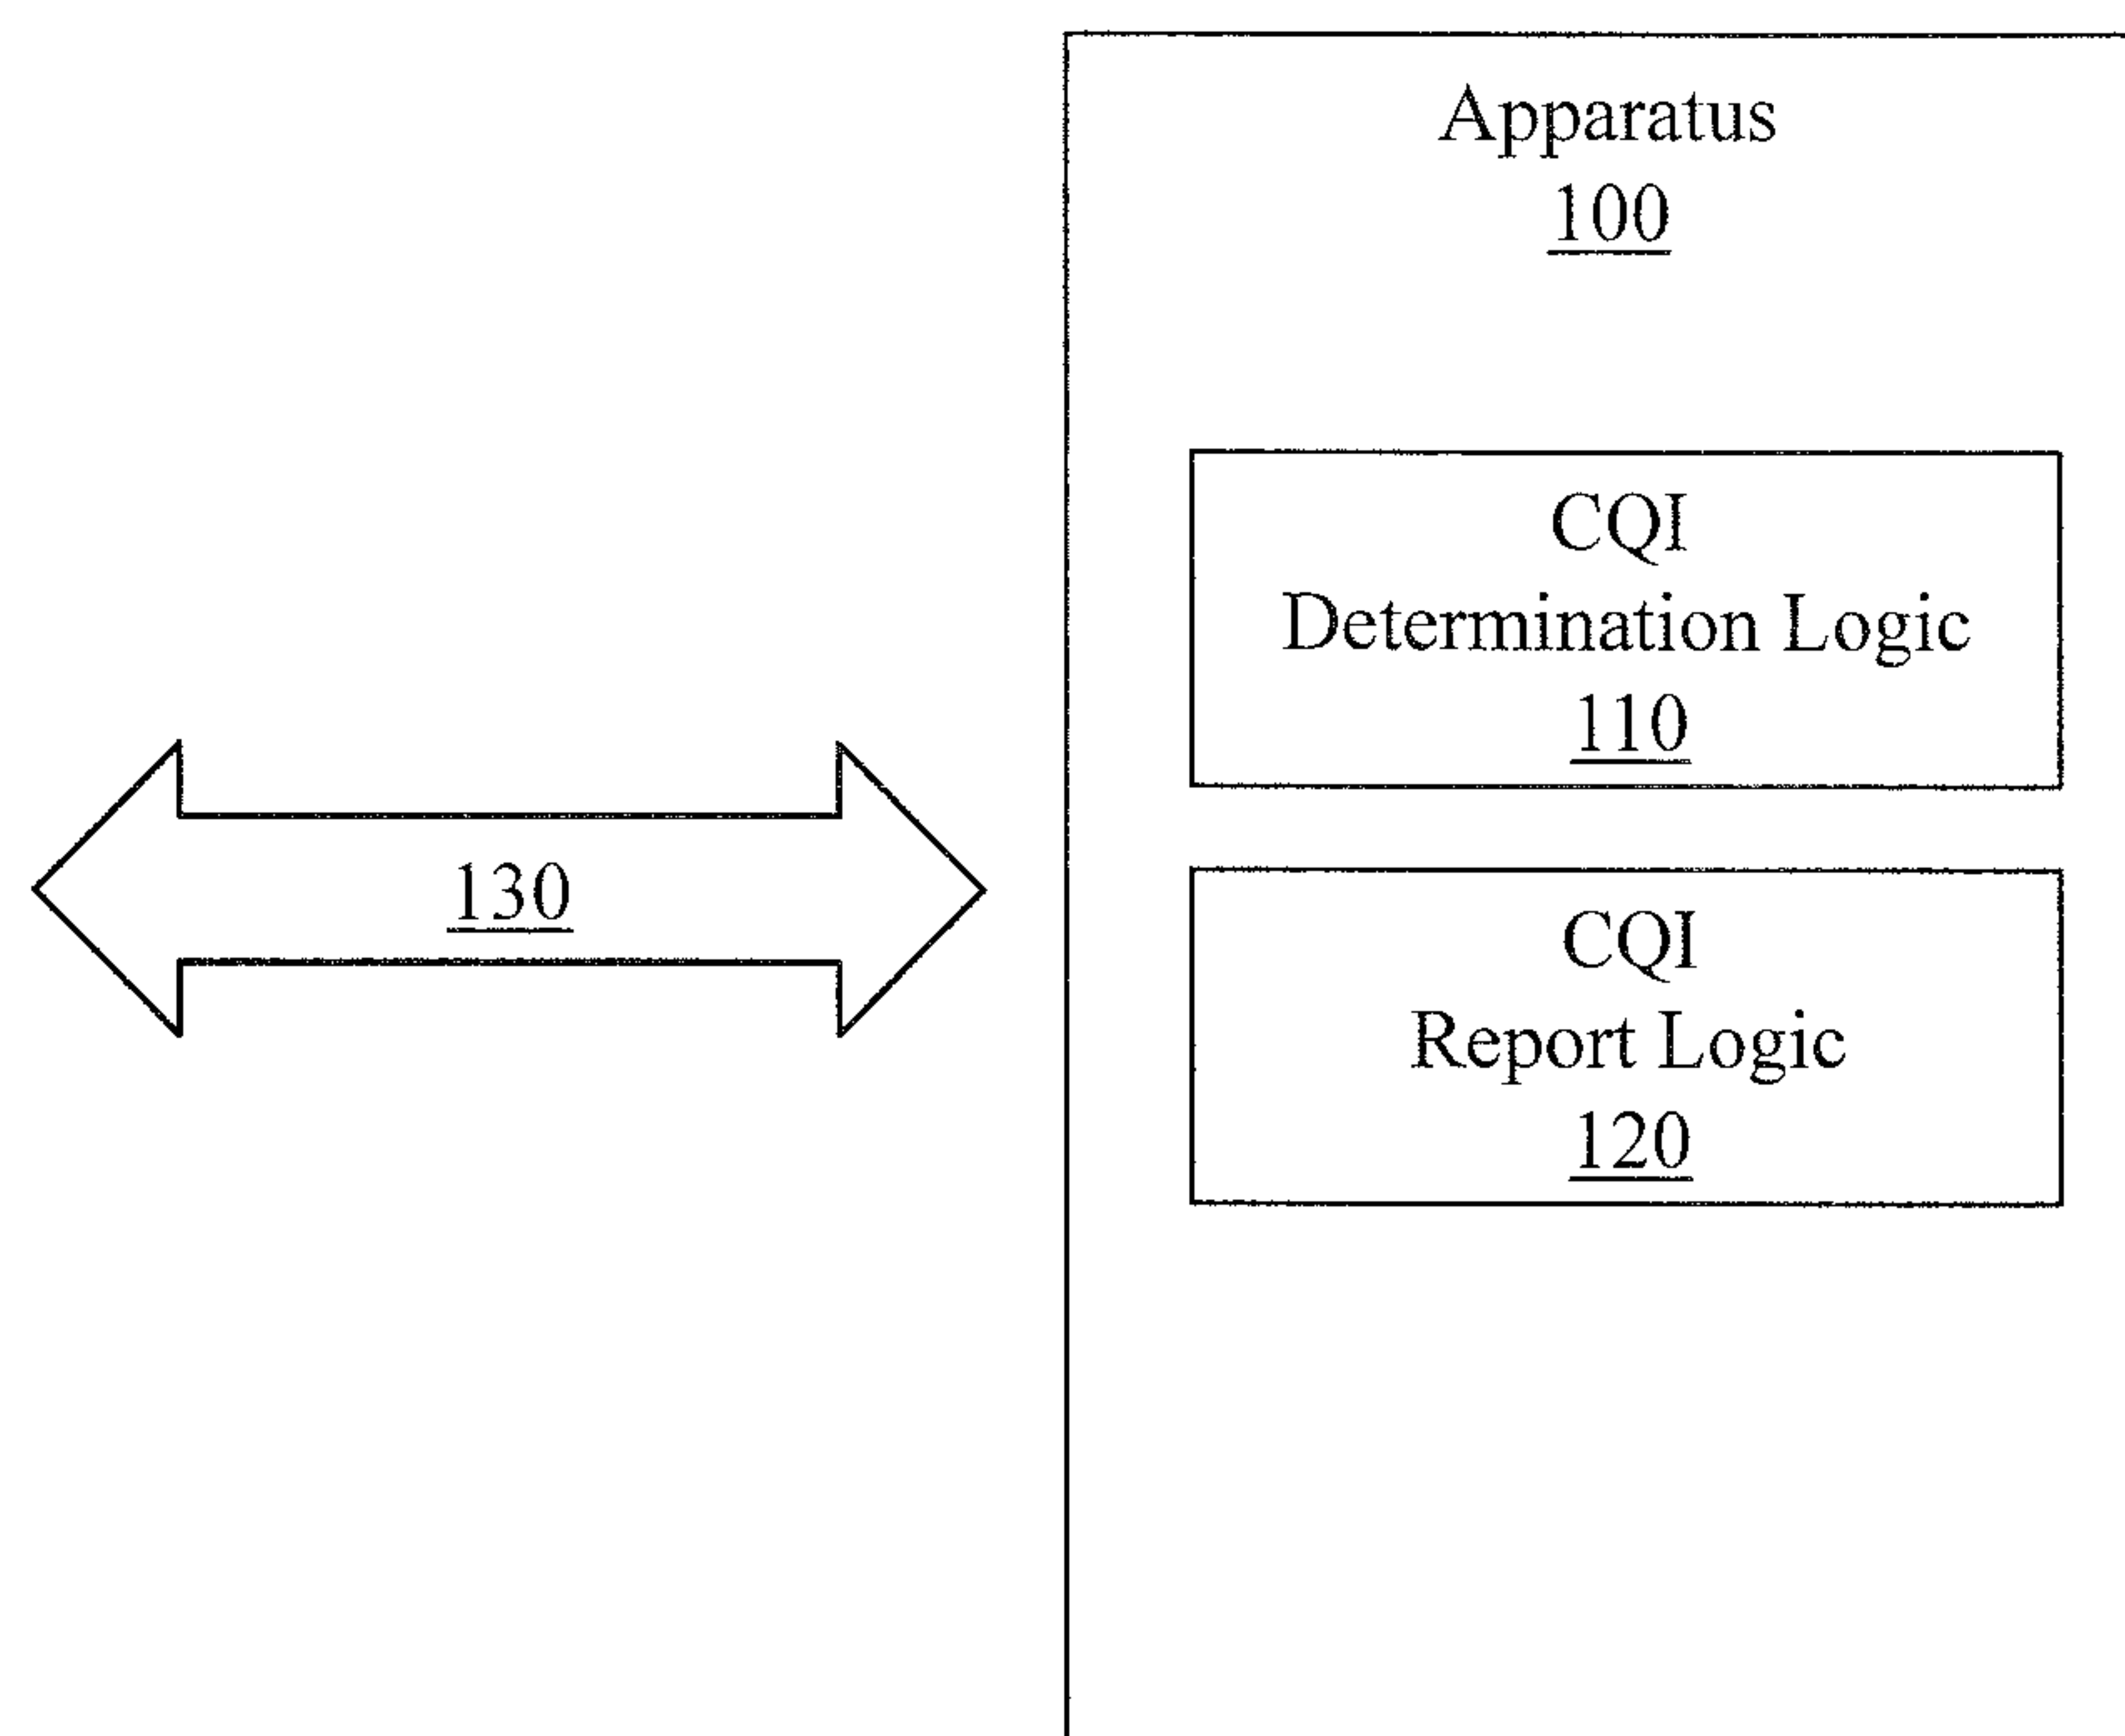 Apparatus
100
CQI
Determination Logic
110
130
CQI
Report Logic
120